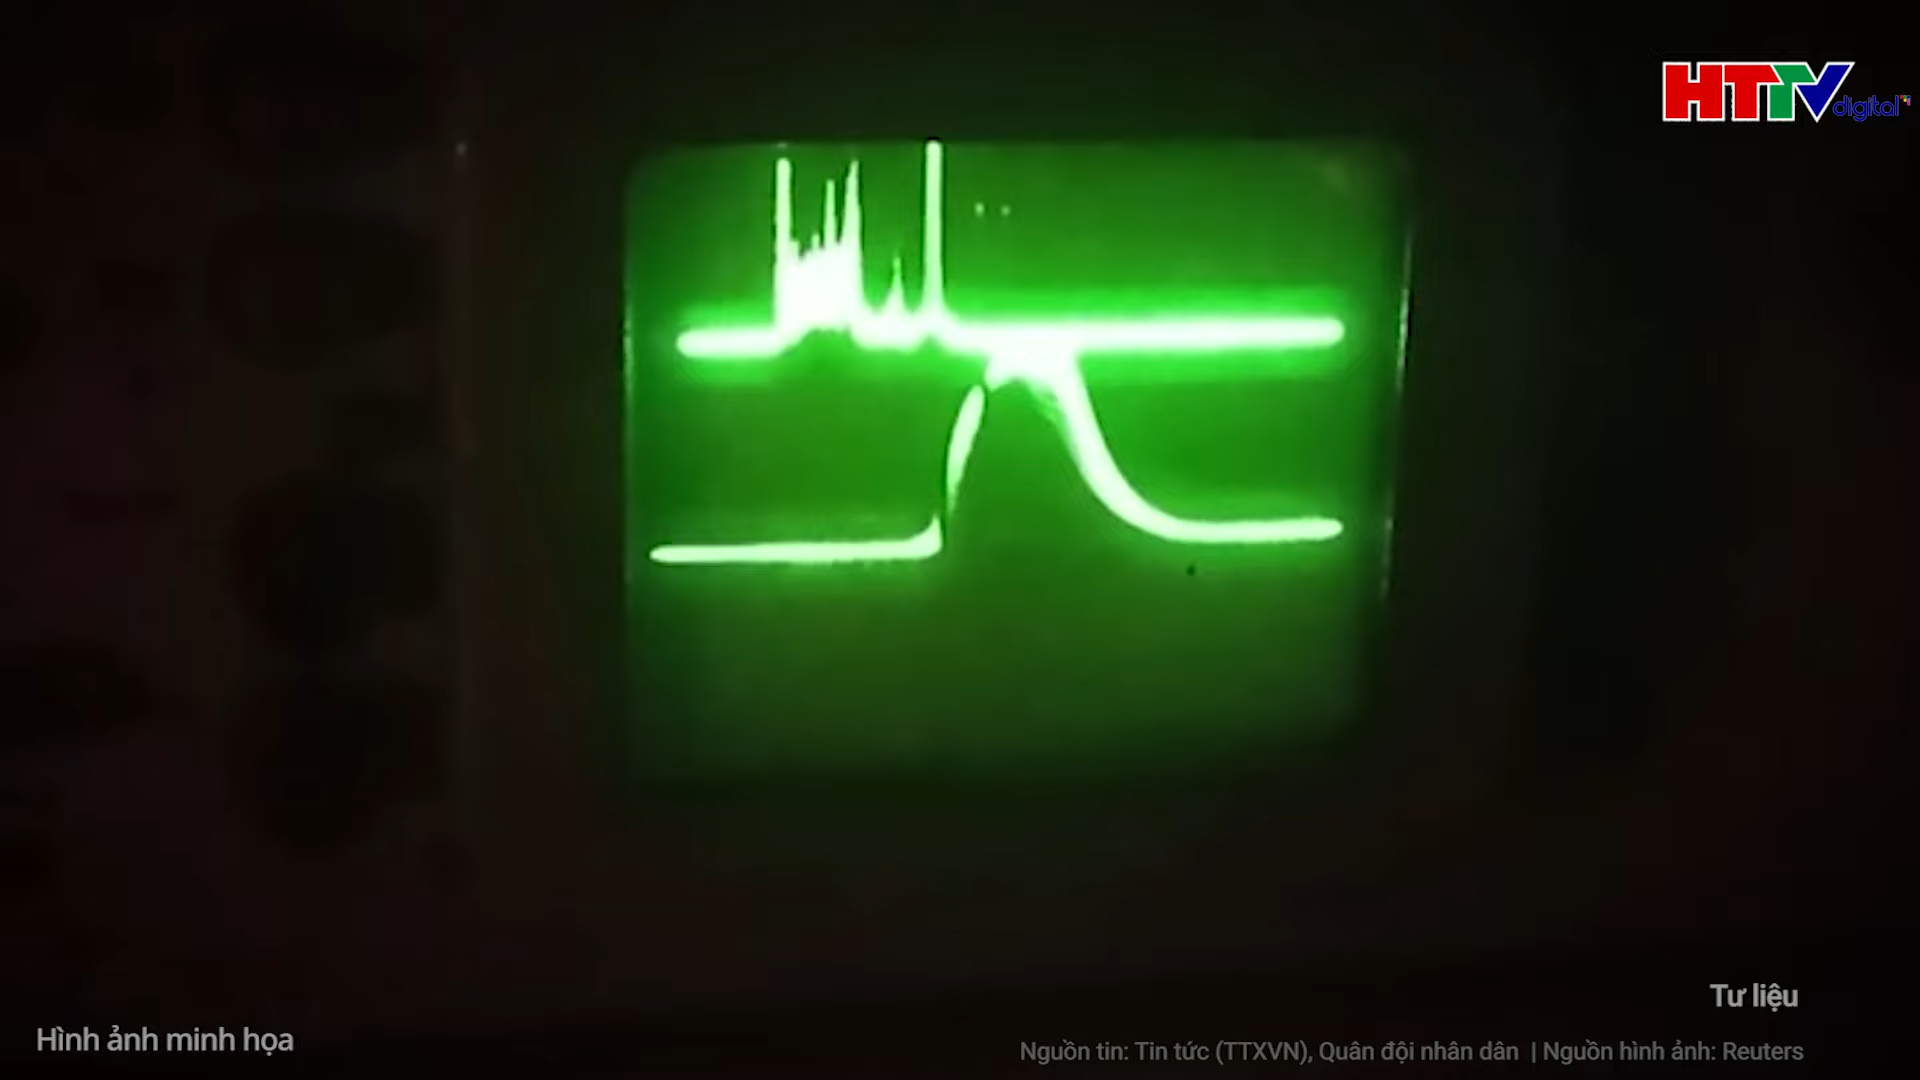 HTTV digital
Tư liệu
Hình ảnh minh họa
Nguồn tin: Tin tức (TTXVN), Quân đội nhân dân | Nguồn hình ảnh: Reuters